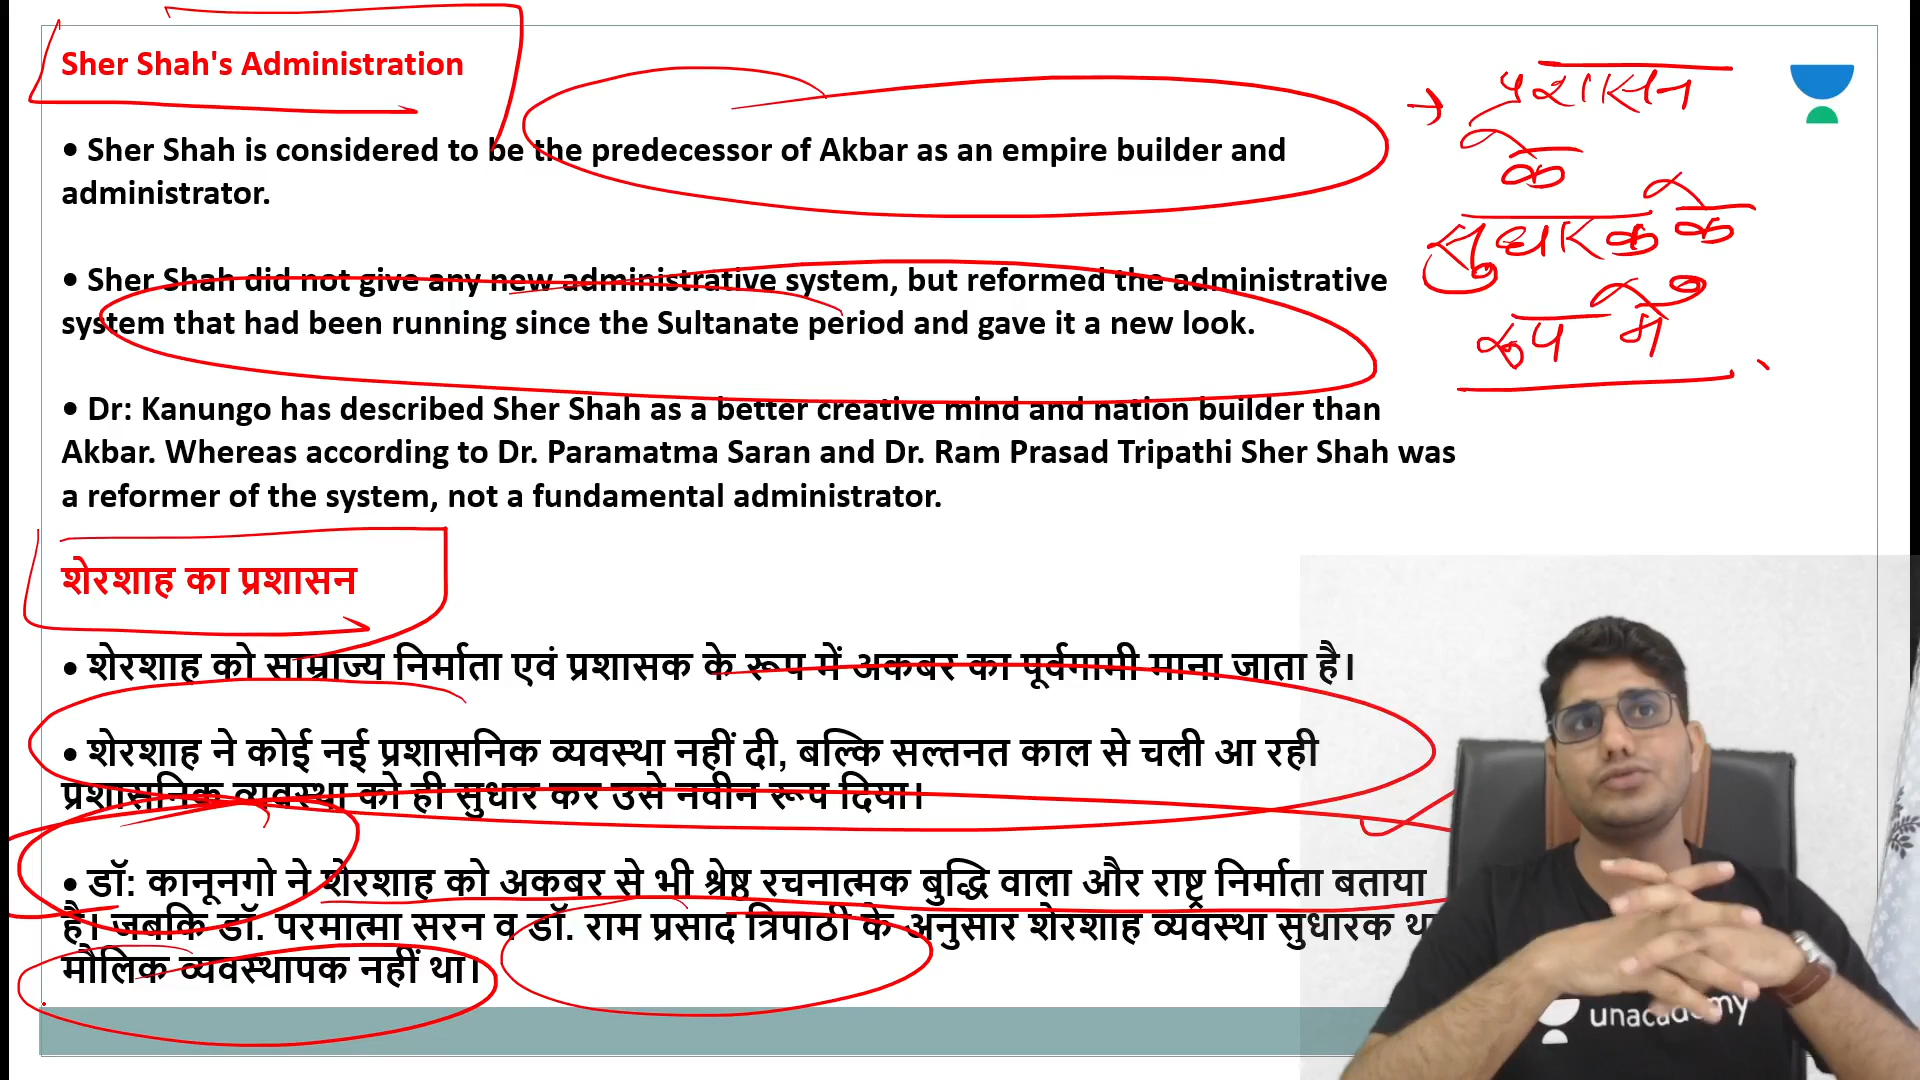 Sher Shah's Administration
• Sher Shah is considered to be the predecessor of Akbar as an empire builder and
administrator.
• Sher Shah did not give any new administrative system, but reformed the administrative
system that had been running since the Sultanate period and gave it a new look.
• Dr: Kanungo has described Sher Shah as a better creative mind and nation builder than
Akbar. Whereas according to Dr. Paramatma Saran and Dr. Ram Prasad Tripathi Sher Shah was
a reformer of the system, not a fundamental administrator.
शेरशाह का प्रशासन
• शेरशाह को साम्राज्य निर्माता एवं प्रशासक के रूप में अकबर का पूर्वगामी माना जाता है।
• शेरशाह ने कोई नई प्रशासनिक व्यवस्था नहीं दी, बल्कि सल्तनत काल से चली आ रही
प्रशासनिक व्यवस्था को ही सुधार कर उसे नवीन रूप दिया।
• डॉ: कानूनगो ने शेरशाह को अकबर से भी श्रेष्ठ रचनात्मक बुद्धि वाला और राष्ट्र निर्माता बताया
है। जबकि डॉ. परमात्मा सरन व डॉ. राम प्रसाद त्रिपाठी के अनुसार शेरशाह व्यवस्था सुधारक
मौलिक व्यवस्थापक नहीं था।
प्रशासन
के
सुधारक के
रूप में
unacademy